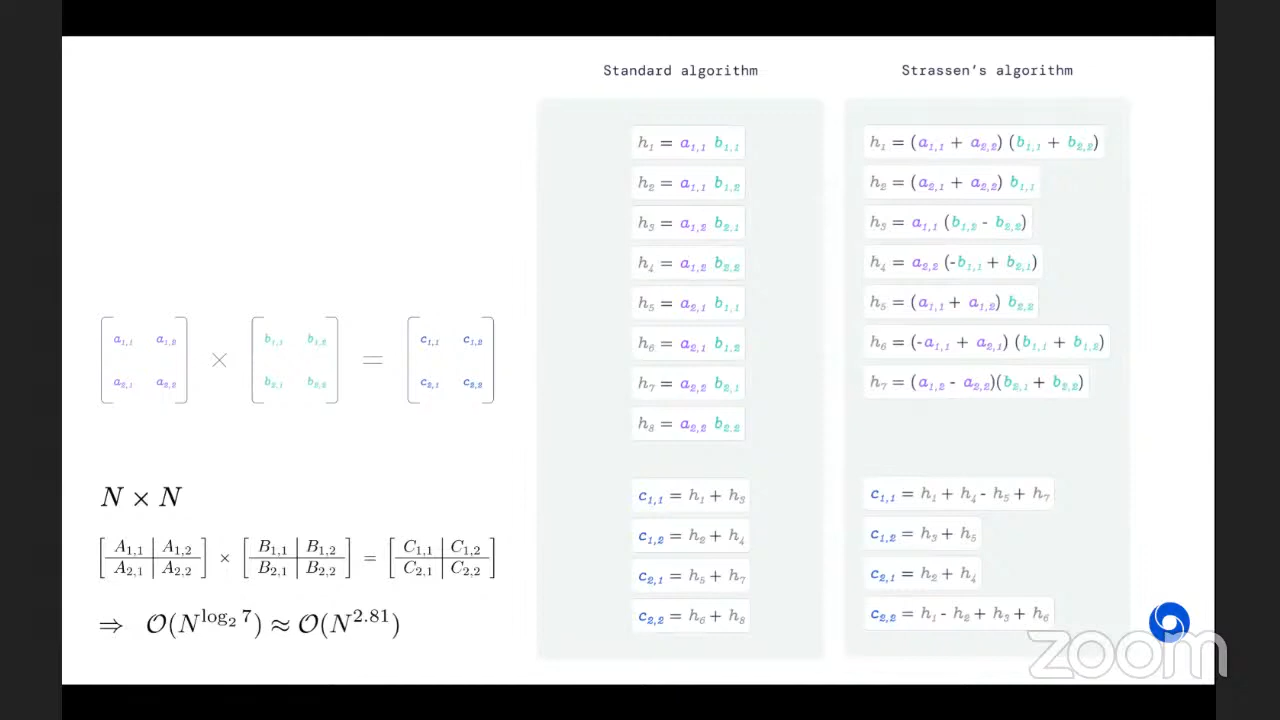 Standard algorithm
h₁ = a₁,₁ b₁,₁
h₂ = a₁,₁ b₁,₂
h₃ = a₁,₂ b₂,₁
h₄ = a₁,₂ b₂,₂
h₅ = a₂,₁ b₁,₁
h₆ = a₂,₁ b₁,₂
h₇ = a₂,₂ b₂,₁
h₈ = a₂,₂ b₂,₂
c₁,₁ = h₁ + h₃
c₁,₂ = h₂ + h₄
c₂,₁ = h₅ + h₇
c₂,₂ = h₆ + h₈
Strassen's algorithm
h₁ = (a₁,₁ + a₂,₂) (b₁,₁ + b₂,₂)
h₂ = (a₂,₁ + a₂,₂) b₁,₁
h₃ = a₁,₁ (b₁,₂ - b₂,₂)
h₄ = a₂,₂ (-b₁,₁ + b₂,₁)
h₅ = (a₁,₁ + a₁,₂) b₂,₂
h₆ = (-a₁,₁ + a₂,₁) (b₁,₁ + b₁,₂)
h₇ = (a₁,₂ - a₂,₂)(b₂,₁ + b₂,₂)
c₁,₁ = h₁ + h₄ - h₅ + h₇
c₁,₂ = h₃ + h₅
c₂,₁ = h₂ + h₄
c₂,₂ = h₁ - h₂ + h₃ + h₆
a₁,₁ a₁,₂ b₁,₁ b₁,₂ c₁,₁ c₁,₂
× =
a₂,₁ a₂,₂ b₂,₁ b₂,₂ c₂,₁ c₂,₂
N × N
A₁,₁ | A₁,₂ B₁,₁ | B₁,₂ C₁,₁ | C₁,₂
× =
A₂,₁ | A₂,₂ B₂,₁ | B₂,₂ C₂,₁ | C₂,₂
⇒ O(N^log₂ 7) ≈ O(N^2.81)
zoom